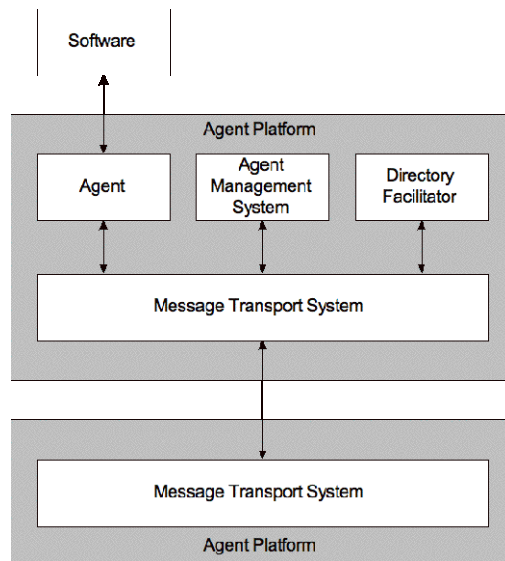 Software
Agent Platform
Agent
Agent
Management
System
Directory
Facilitator
Message Transport System
Message Transport System
Agent Platform